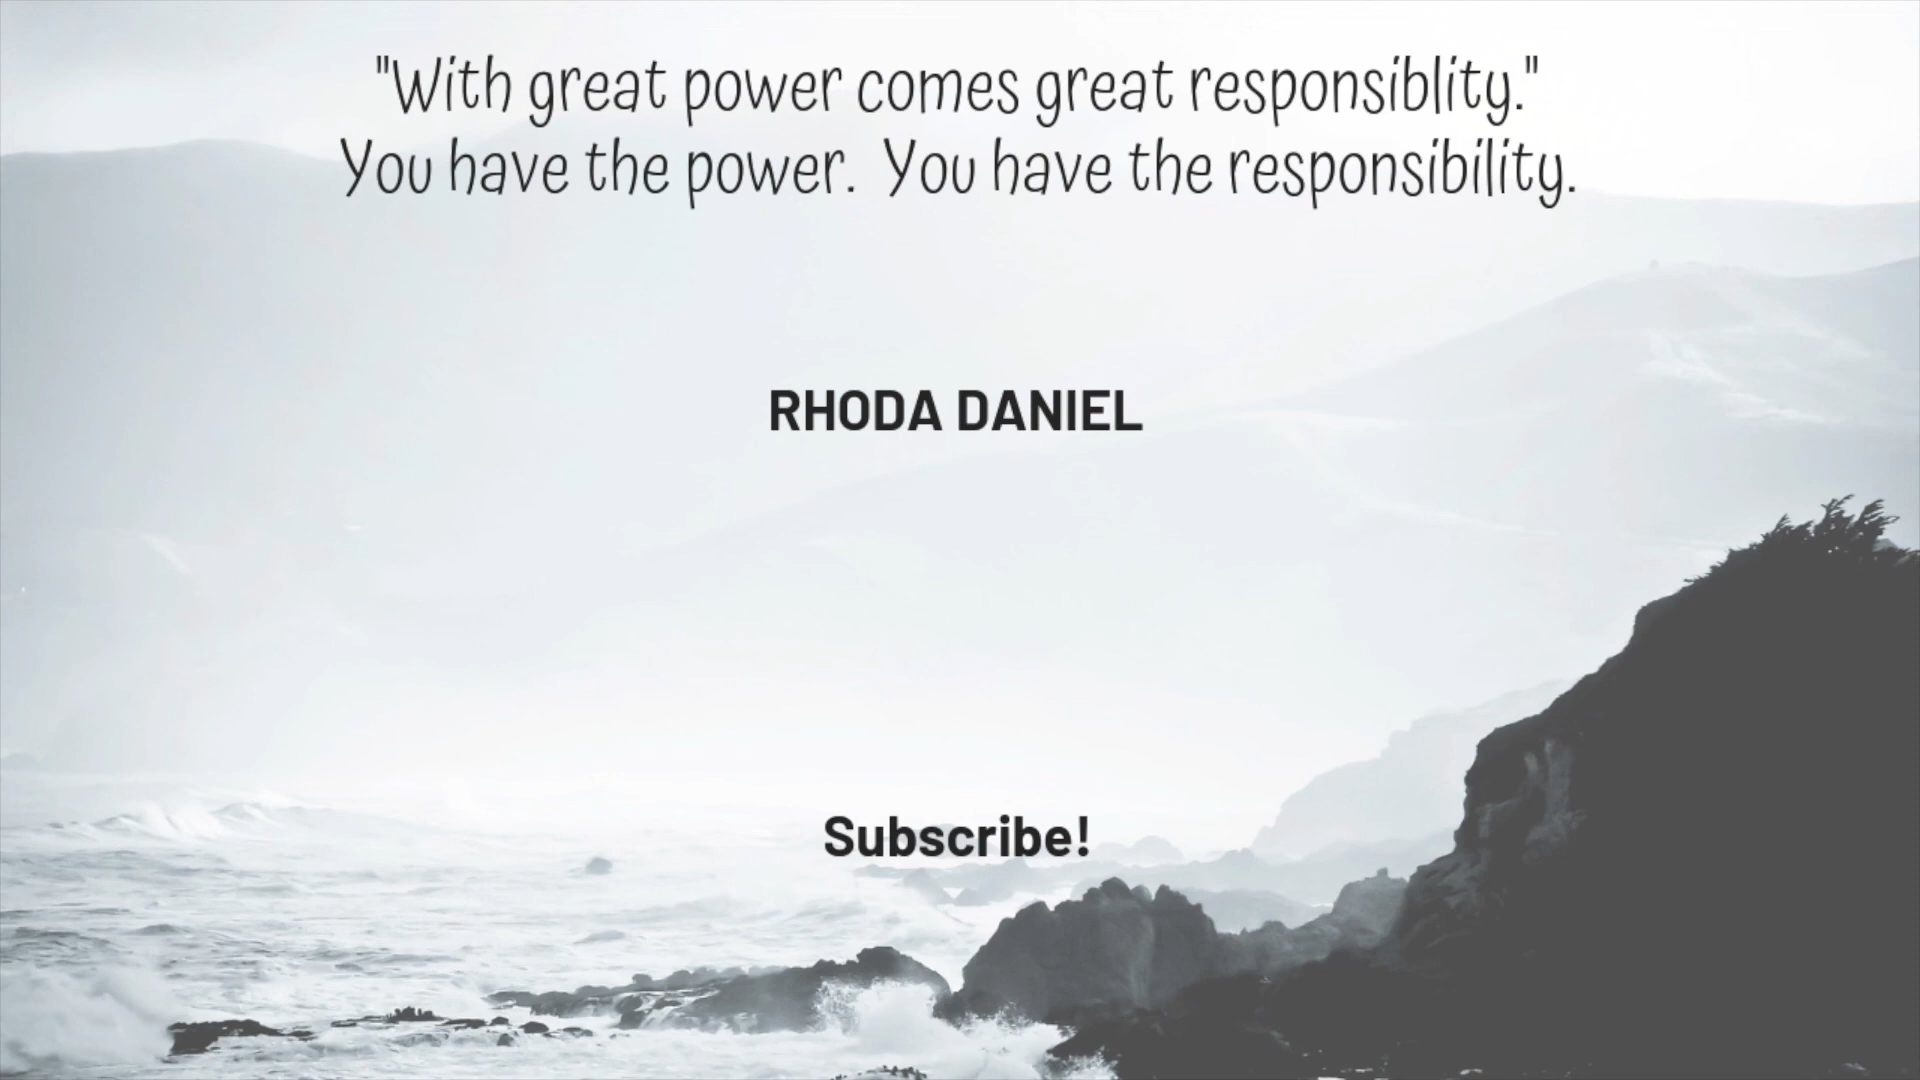 "With great power comes great responsiblity."
You have the power.  You have the responsibility.
RHODA DANIEL
Subscribe!